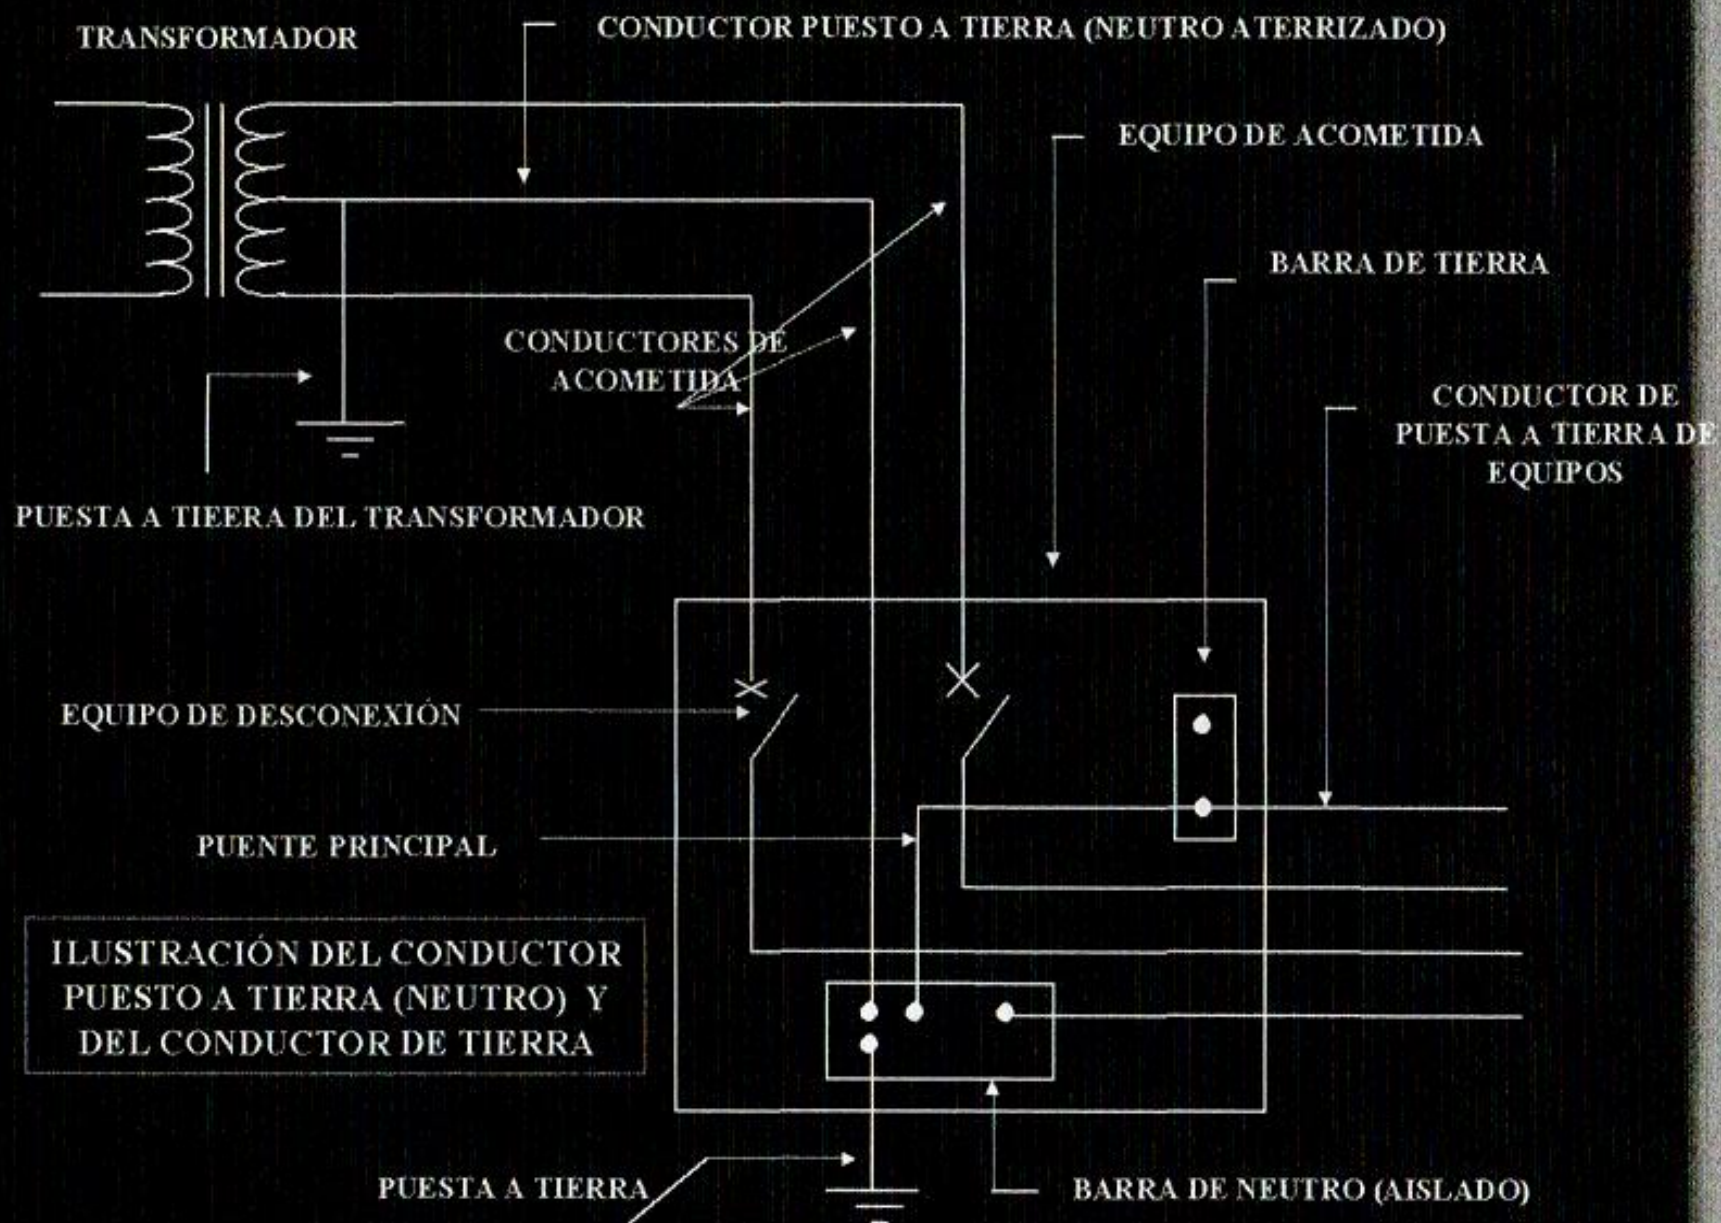 TRANSFORMADOR
CONDUCTOR PUESTO A TIERRA (NEUTRO ATERRIZADO)
EQUIPO DE ACOMETIDA
BARRA DE TIERRA
CONDUCTORES DE
ACOMETIDA
CONDUCTOR DE
PUESTA A TIERRA DE
EQUIPOS
PUESTA A TIEERA DEL TRANSFORMADOR
EQUIPO DE DESCONEXIÓN
PUENTE PRINCIPAL
ILUSTRACIÓN DEL CONDUCTOR
PUESTO A TIERRA (NEUTRO) Y
DEL CONDUCTOR DE TIERRA
PUESTA A TIERRA
BARRA DE NEUTRO (AISLADO)